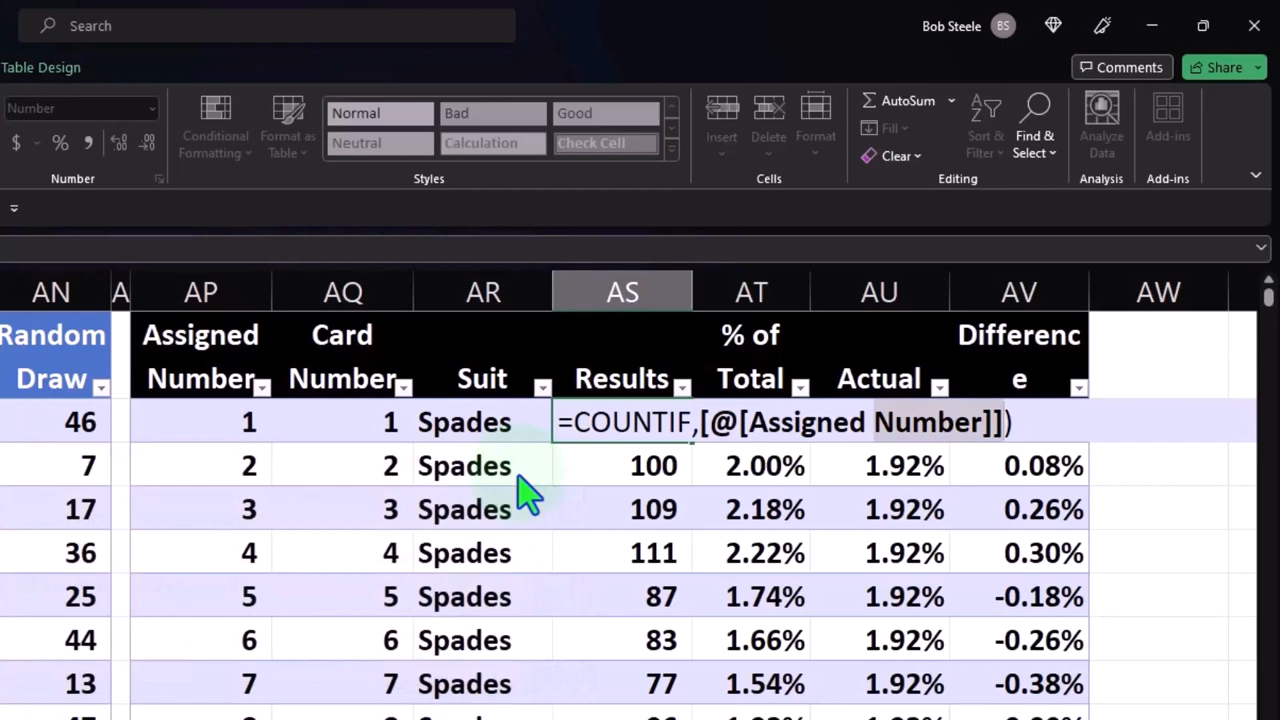 Search
Bob Steele BS
Table Design
Comments Share
Number
$ %
Conditional Formatting
Format as Table
Normal Bad Good
Neutral Calculation Check Cell
Insert Delete Format
AutoSum
Fill
Clear
Sort & Filter
Find & Select
Analyze Data
Add-ins
Number Styles Cells Editing Analysis Add-ins
AN A AP AQ AR AS AT AU AV AW
Random Draw
Assigned Number
Card Number
Suit
Results
% of Total
Actual
Differenc e
46 1 1 Spades =COUNTIF,[@[Assigned Number]])
7 2 2 Spades 100 2.00% 1.92% 0.08%
17 3 3 Spades 109 2.18% 1.92% 0.26%
36 4 4 Spades 111 2.22% 1.92% 0.30%
25 5 5 Spades 87 1.74% 1.92% -0.18%
44 6 6 Spades 83 1.66% 1.92% -0.26%
13 7 7 Spades 77 1.54% 1.92% -0.38%